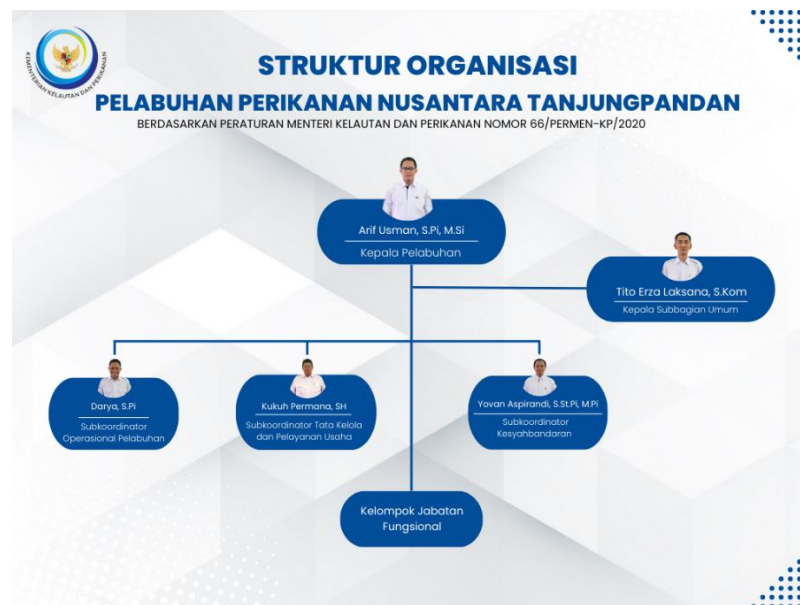 KEMENTERIAN KELAUTAN DAN PERIKANAN
STRUKTUR ORGANISASI
PELABUHAN PERIKANAN NUSANTARA TANJUNGPANDAN
BERDASARKAN PERATURAN MENTERI KELAUTAN DAN PERIKANAN NOMOR 66/PERMEN-KP/2020
Arif Usman, S.Pi, M.Si
Kepala Pelabuhan
Tito Erza Laksana, S.Kom
Kepala Subbagian Umum
Darya, S.Pi
Subkoordinator
Operasional Pelabuhan
Kukuh Permana, SH
Subkoordinator Tata Kelola
dan Pelayanan Usaha
Yovan Aspirandi, S.St.Pi, M.Pi
Subkoordinator
Kesyahbandaran
Kelompok Jabatan
Fungsional